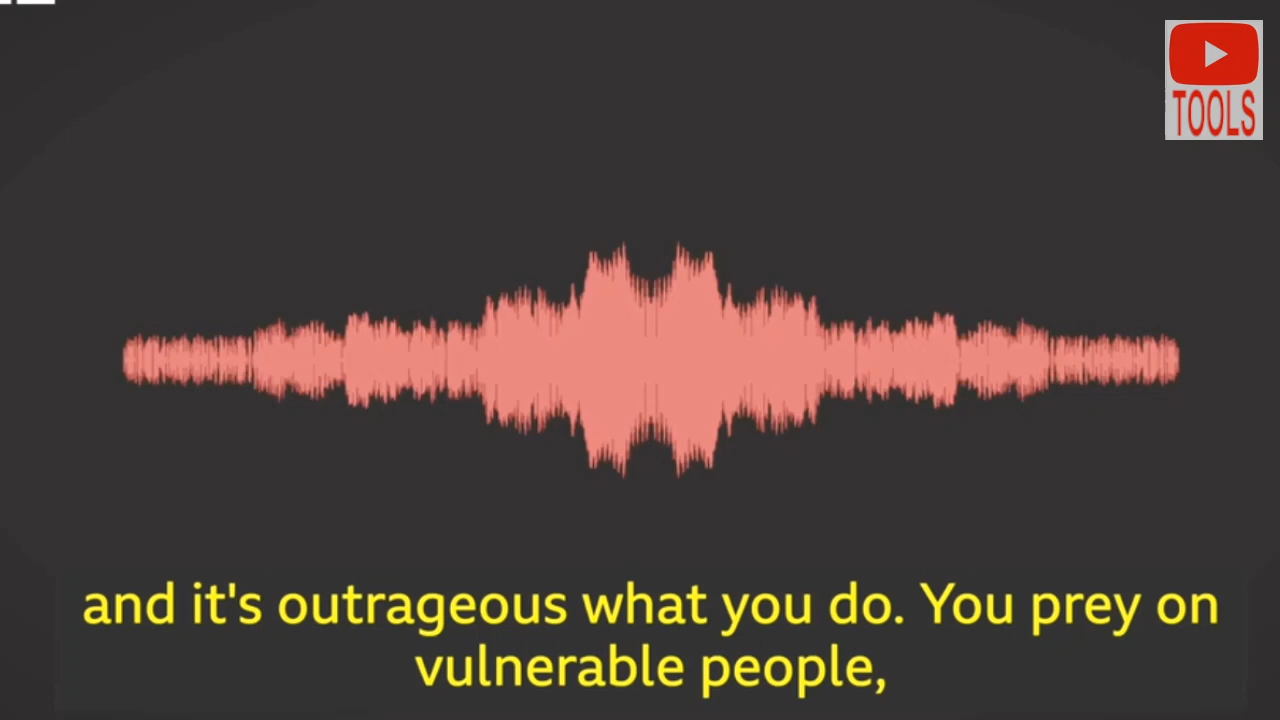 TOOLS
and it's outrageous what you do. You prey on
vulnerable people,